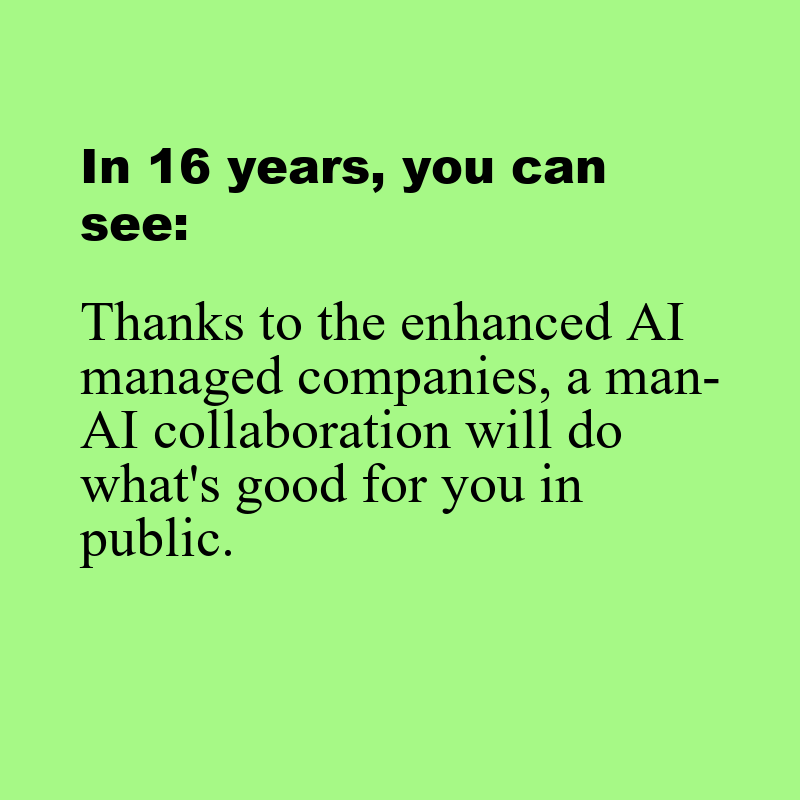 In 16 years, you can
see:
Thanks to the enhanced AI
managed companies, a man-
AI collaboration will do
what's good for you in
public.